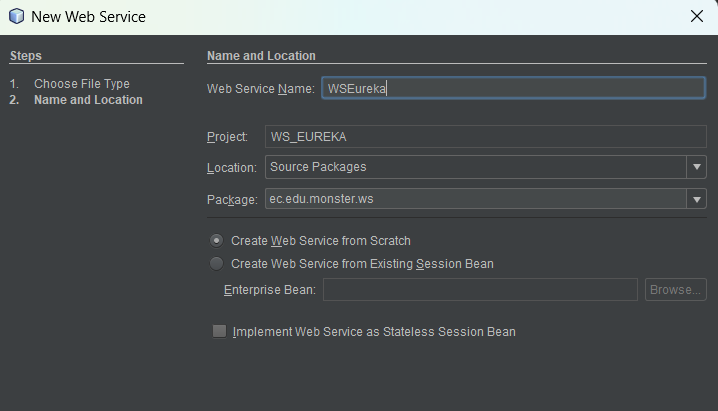 New Web Service
Steps
1. Choose File Type
2. Name and Location
Name and Location
Web Service Name: WSEureka
Project: WS_EUREKA
Location: Source Packages
Package: ec.edu.monster.ws
Create Web Service from Scratch
Create Web Service from Existing Session Bean
Enterprise Bean:
Browse...
Implement Web Service as Stateless Session Bean